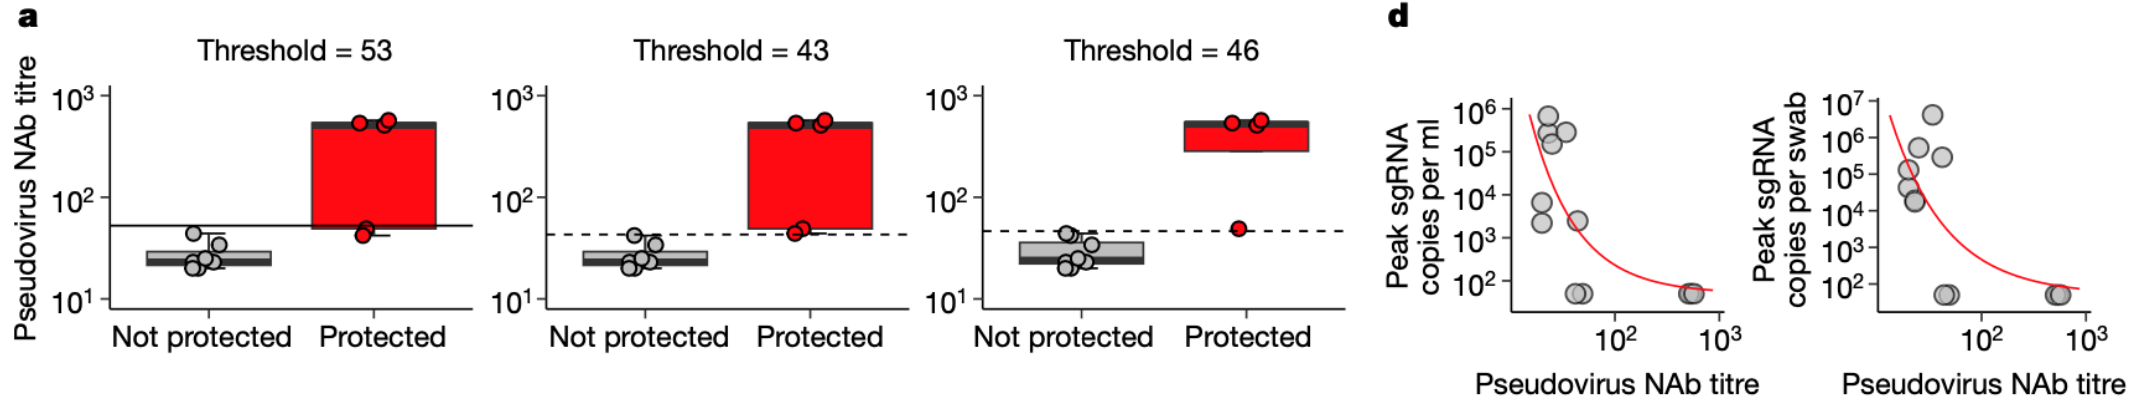 a
Threshold = 53
Threshold = 43
Threshold = 46
Pseudovirus NAb titre
10³
10²
10¹
Not protected
Protected
10³
10²
10¹
Not protected
Protected
10³
10²
10¹
Not protected
Protected
d
Peak sgRNA
copies per ml
10⁶
10⁵
10⁴
10³
10²
10² 10³
Pseudovirus NAb titre
Peak sgRNA
copies per swab
10⁷
10⁶
10⁵
10⁴
10³
10²
10² 10³
Pseudovirus NAb titre